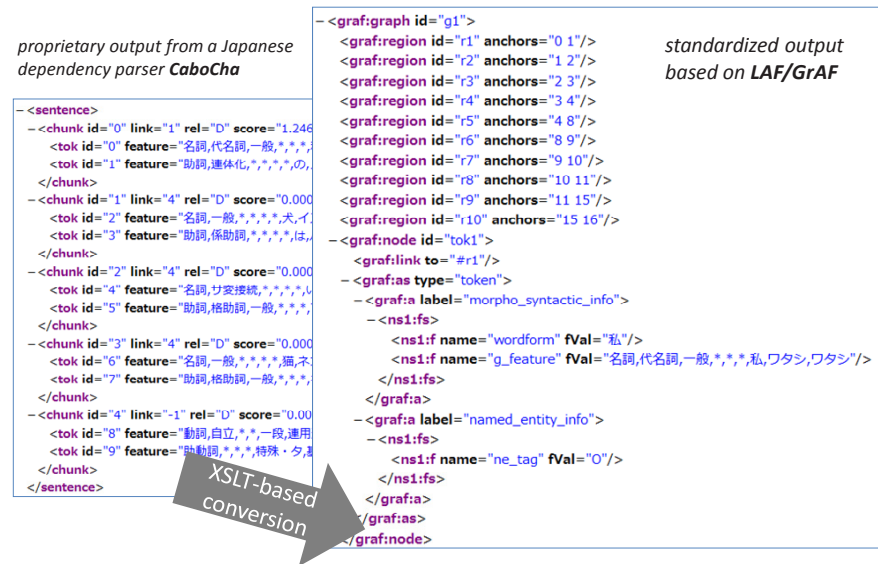 proprietary output from a Japanese
dependency parser CaboCha
– <sentence>
– <chunk id="0" link="1" rel="D" score="1.246
<tok id="0" feature="名詞,代名詞,一般,*,*,*,
<tok id="1" feature="助詞,連体化,*,*,*,*,の,
</chunk>
– <chunk id="1" link="4" rel="D" score="0.000
<tok id="2" feature="名詞,一般,*,*,*,*,犬,イ
<tok id="3" feature="助詞,係助詞,*,*,*,*,は,
</chunk>
– <chunk id="2" link="4" rel="D" score="0.000
<tok id="4" feature="名詞,サ変接続,*,*,*,*,
<tok id="5" feature="助詞,格助詞,一般,*,*,*,
</chunk>
– <chunk id="3" link="4" rel="D" score="0.000
<tok id="6" feature="名詞,一般,*,*,*,*,猫,ネ
<tok id="7" feature="助詞,格助詞,一般,*,*,*,
</chunk>
– <chunk id="4" link="-1" rel="D" score="0.00
<tok id="8" feature="動詞,自立,*,*,一段,連用
<tok id="9" feature="助動詞,*,*,*,特殊・タ,
</chunk>
</sentence>
XSLT-based
conversion
– <graf:graph id="g1">
<graf:region id="r1" anchors="0 1"/>
<graf:region id="r2" anchors="1 2"/>
<graf:region id="r3" anchors="2 3"/>
<graf:region id="r4" anchors="3 4"/>
<graf:region id="r5" anchors="4 8"/>
<graf:region id="r6" anchors="8 9"/>
<graf:region id="r7" anchors="9 10"/>
<graf:region id="r8" anchors="10 11"/>
<graf:region id="r9" anchors="11 15"/>
<graf:region id="r10" anchors="15 16"/>
– <graf:node id="tok1">
<graf:link to="#r1"/>
– <graf:as type="token">
– <graf:a label="morpho_syntactic_info">
– <ns1:fs>
<ns1:f name="wordform" fVal="私"/>
<ns1:f name="g_feature" fVal="名詞,代名詞,一般,*,*,*,私,ワタシ,ワタシ"/>
</ns1:fs>
</graf:a>
– <graf:a label="named_entity_info">
– <ns1:fs>
<ns1:f name="ne_tag" fVal="O"/>
</ns1:fs>
</graf:a>
/graf:as>
/graf:node>
standardized output
based on LAF/GrAF